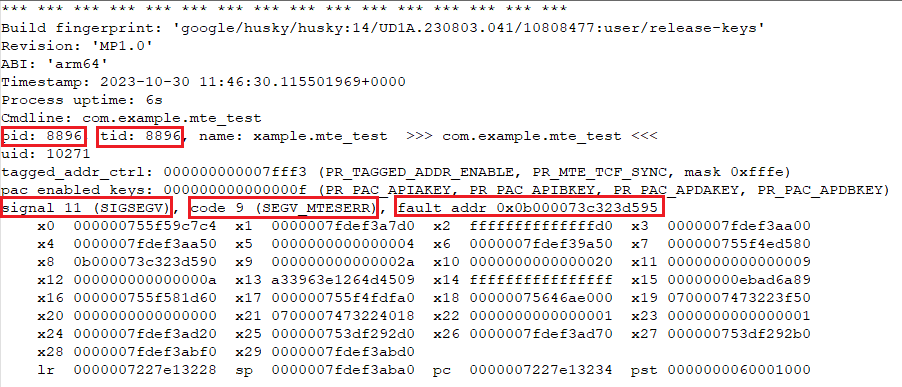 *** *** *** *** *** *** *** *** *** *** *** *** *** *** *** ***
Build fingerprint: 'google/husky/husky:14/UD1A.230803.041/10808477:user/release-keys'
Revision: 'MP1.0'
ABI: 'arm64'
Timestamp: 2023-10-30 11:46:30.115501969+0000
Process uptime: 6s
Cmdline: com.example.mte_test
pid: 8896, tid: 8896, name: xample.mte_test >>> com.example.mte_test <<<
uid: 10271
tagged_addr_ctrl: 000000000007fff3 (PR_TAGGED_ADDR_ENABLE, PR_MTE_TCF_SYNC, mask 0xfffe)
pac_enabled_keys: 000000000000000f (PR_PAC_APIAKEY, PR_PAC_APIBKEY, PR_PAC_APDAKEY, PR_PAC_APDBKEY)
signal 11 (SIGSEGV), code 9 (SEGV_MTESERR), fault addr 0x0b000073c323d595
x0 000000755f59c7c4 x1 0000007fdef3a7d0 x2 ffffffffffffffd0 x3 0000007fdef3aa00
x4 0000007fdef3aa50 x5 0000000000000004 x6 0000007fdef39a50 x7 000000755f4ed580
x8 0b000073c323d590 x9 000000000000002a x10 0000000000000020 x11 0000000000000009
x12 000000000000000a x13 a33963e1264d4509 x14 ffffffffffffffff x15 00000000ebad6a89
x16 000000755f581d60 x17 000000755f4fdfa0 x18 00000075646ae000 x19 0700007473223f50
x20 0000000000000000 x21 0700007473224018 x22 0000000000000001 x23 0000000000000001
x24 0000007fdef3ad20 x25 000000753df292d0 x26 0000007fdef3ad70 x27 000000753df292b0
x28 0000007fdef3abf0 x29 0000007fdef3abd0
lr 0000007227e13228 sp 0000007fdef3aba0 pc 0000007227e13234 pst 0000000060001000